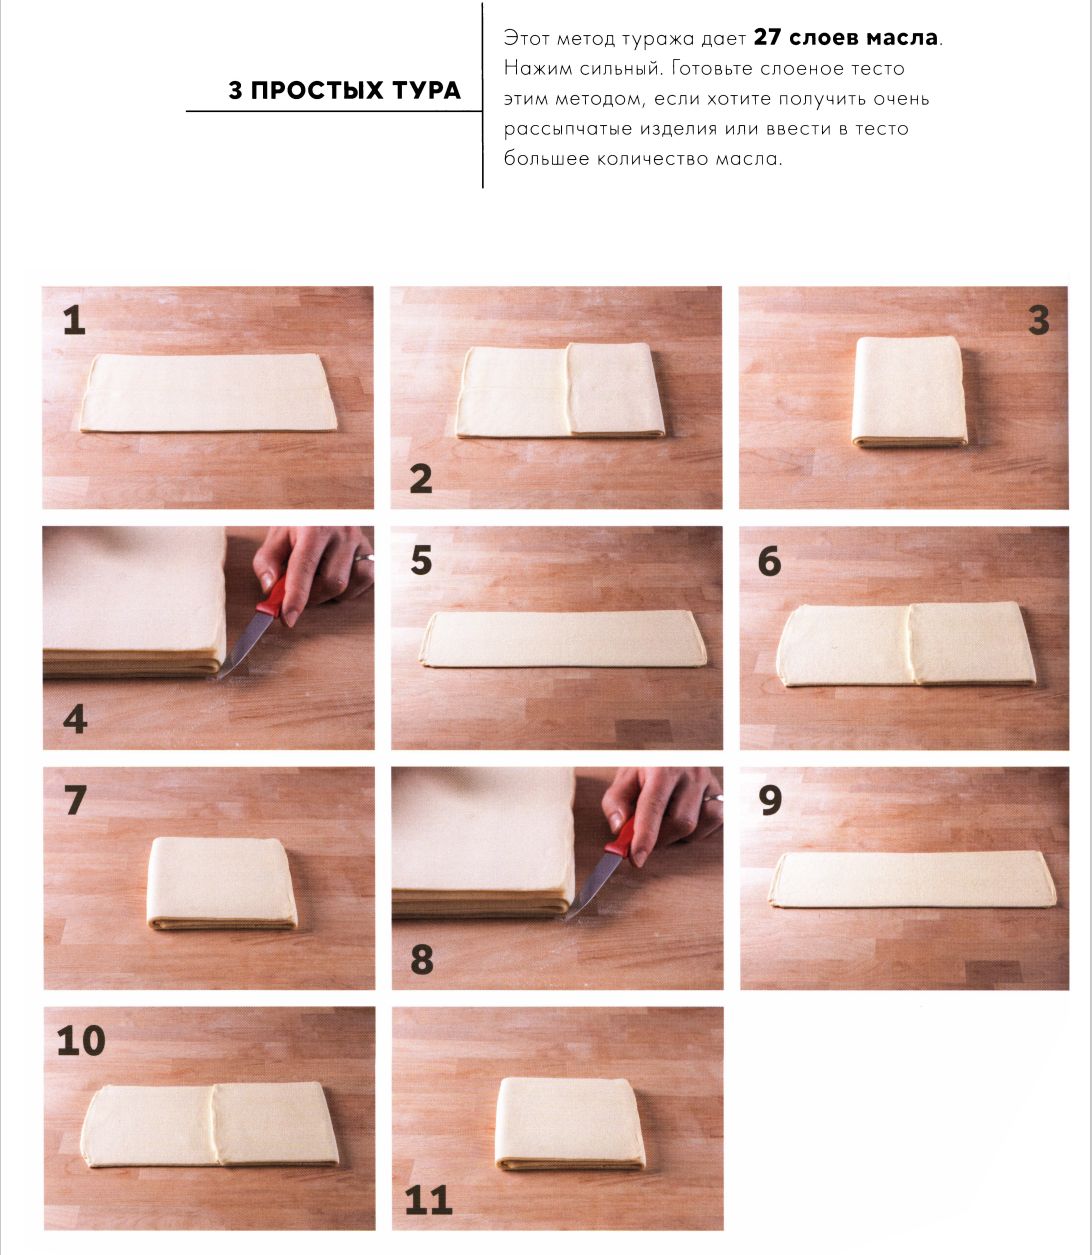 3 ПРОСТЫХ ТУРА
Этот метод туража дает 27 слоев масла.
Нажим сильный. Готовьте слоеное тесто
этим методом, если хотите получить очень
рассыпчатые изделия или ввести в тесто
большее количество масла.
1
2
3
4
5
6
7
8
9
10
11